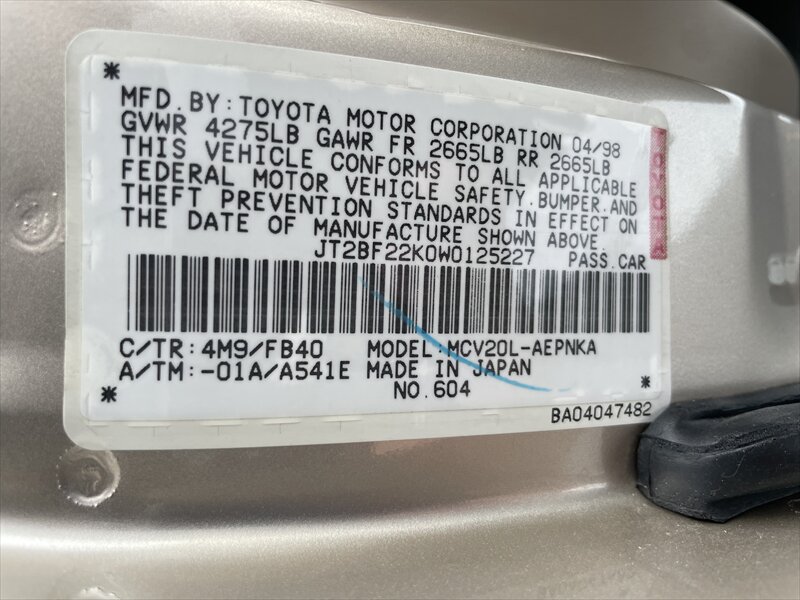 *
MFD. BY: TOYOTA MOTOR CORPORATION 04/98
GVWR 4275LB GAWR FR 2665LB RR 2665LB
THIS VEHICLE CONFORMS TO ALL APPLICABLE
FEDERAL MOTOR VEHICLE SAFETY. BUMPER. AND
THEFT PREVENTION STANDARDS IN EFFECT ON
THE DATE OF MANUFACTURE SHOWN ABOVE.
JT2BF22K0W0125227 PASS. CAR
C/TR: 4M9/FB40 MODEL: MCV20L-AEPNKA
A/TM: -01A/A541E MADE IN JAPAN
* NO. 604 *
BA04047482